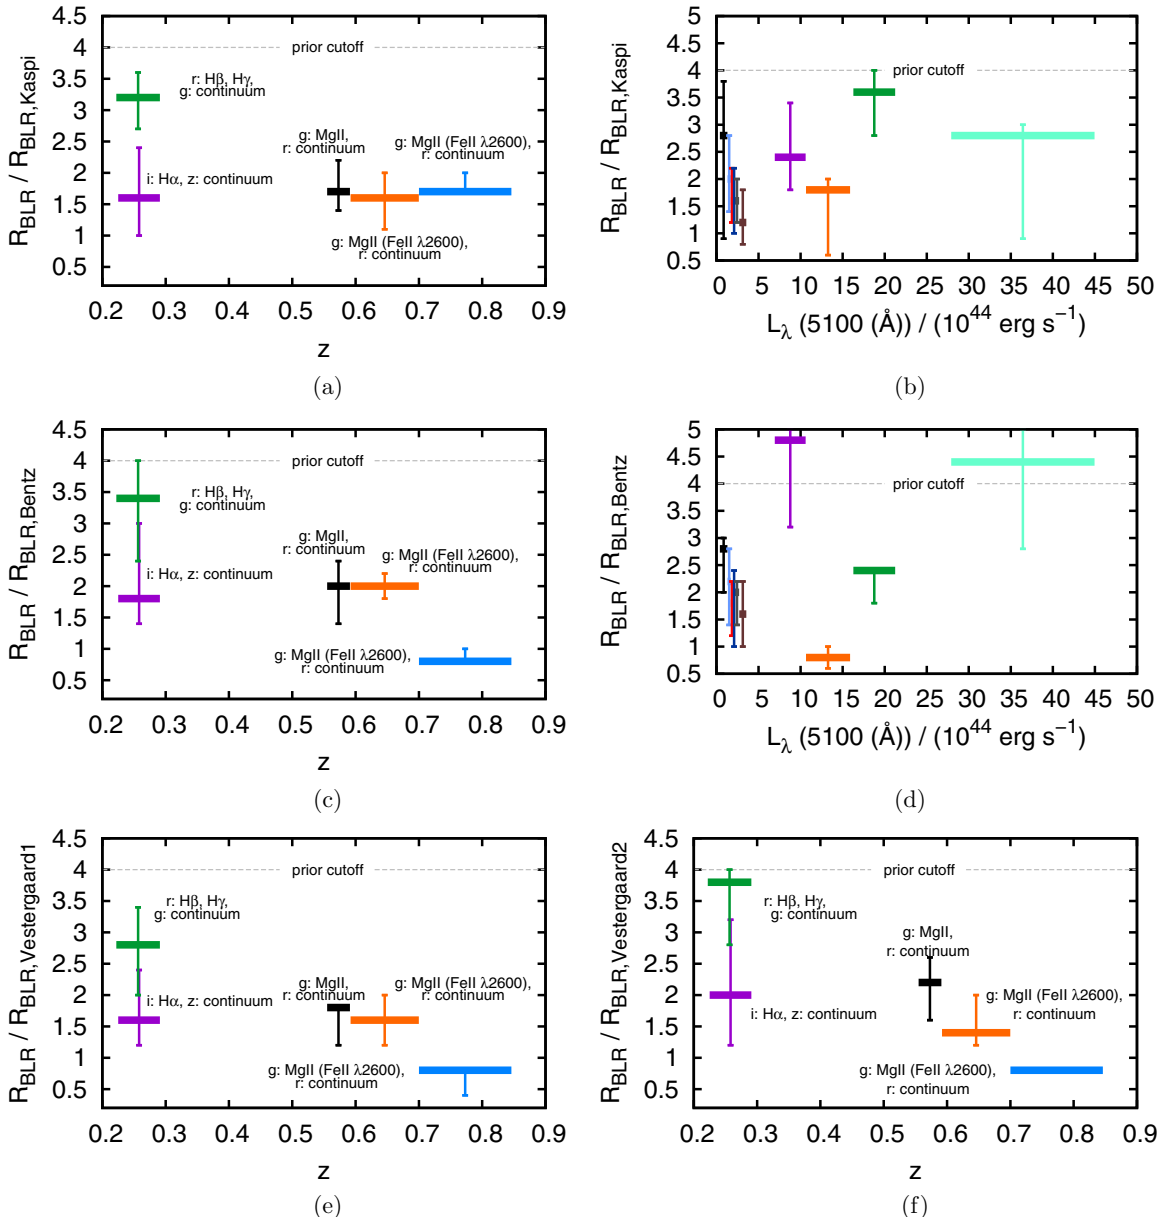 4.5
4
3.5
3
2.5
2
1.5
1
0.5
R_BLR / R_BLR,Kaspi
prior cutoff
r: Hβ, Hγ,
g: continuum
i: Hα, z: continuum
g: MgII,
r: continuum
g: MgII (FeII λ2600),
r: continuum
g: MgII (FeII λ2600),
r: continuum
0.2 0.3 0.4 0.5 0.6 0.7 0.8 0.9
z
(a)
5
4.5
4
3.5
3
2.5
2
1.5
1
0.5
R_BLR / R_BLR,Kaspi
prior cutoff
0 5 10 15 20 25 30 35 40 45 50
L_λ (5100 (Å)) / (10^44 erg s^−1)
(b)
4.5
4
3.5
3
2.5
2
1.5
1
0.5
R_BLR / R_BLR,Bentz
prior cutoff
r: Hβ, Hγ,
g: continuum
i: Hα, z: continuum
g: MgII,
r: continuum
g: MgII (FeII λ2600),
r: continuum
g: MgII (FeII λ2600),
r: continuum
0.2 0.3 0.4 0.5 0.6 0.7 0.8 0.9
z
(c)
5
4.5
4
3.5
3
2.5
2
1.5
1
0.5
R_BLR / R_BLR,Bentz
prior cutoff
0 5 10 15 20 25 30 35 40 45 50
L_λ (5100 (Å)) / (10^44 erg s^−1)
(d)
4.5
4
3.5
3
2.5
2
1.5
1
0.5
R_BLR / R_BLR,Vestergaard1
prior cutoff
r: Hβ, Hγ,
g: continuum
i: Hα, z: continuum
g: MgII,
r: continuum
g: MgII (FeII λ2600),
r: continuum
g: MgII (FeII λ2600),
r: continuum
0.2 0.3 0.4 0.5 0.6 0.7 0.8 0.9
z
(e)
4.5
4
3.5
3
2.5
2
1.5
1
0.5
R_BLR / R_BLR,Vestergaard2
prior cutoff
r: Hβ, Hγ,
g: continuum
i: Hα, z: continuum
g: MgII,
r: continuum
g: MgII (FeII λ2600),
r: continuum
g: MgII (FeII λ2600),
r: continuum
0.2 0.3 0.4 0.5 0.6 0.7 0.8 0.9
z
(f)